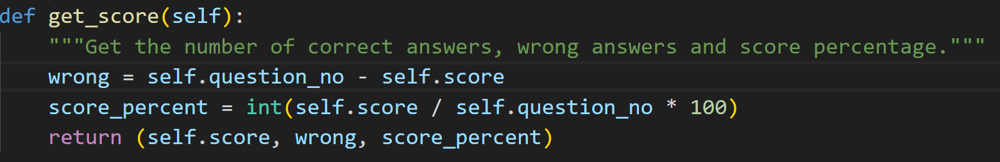 def get_score(self):
    """Get the number of correct answers, wrong answers and score percentage."""
    wrong = self.question_no - self.score
    score_percent = int(self.score / self.question_no * 100)
    return (self.score, wrong, score_percent)